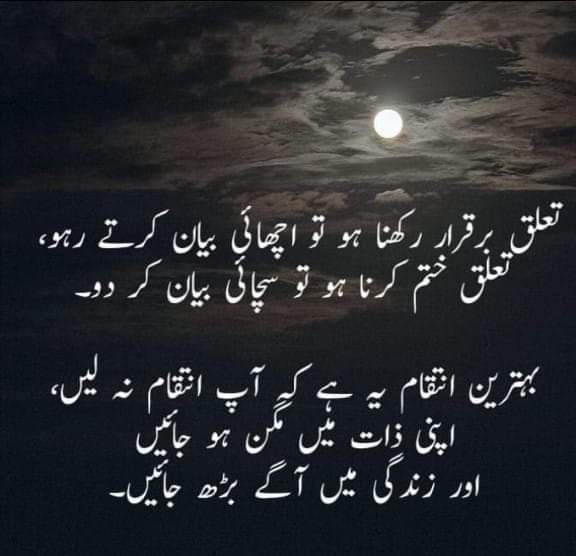 تعلق برقرار رکھنا ہو تو اچھائی بیان کرتے رہو،
تعلق ختم کرنا ہو تو سچائی بیان کر دو۔
بہترین انتقام یہ ہے کہ آپ انتقام نہ لیں،
اپنی ذات میں مگن ہو جائیں
اور زندگی میں آگے بڑھ جائیں۔